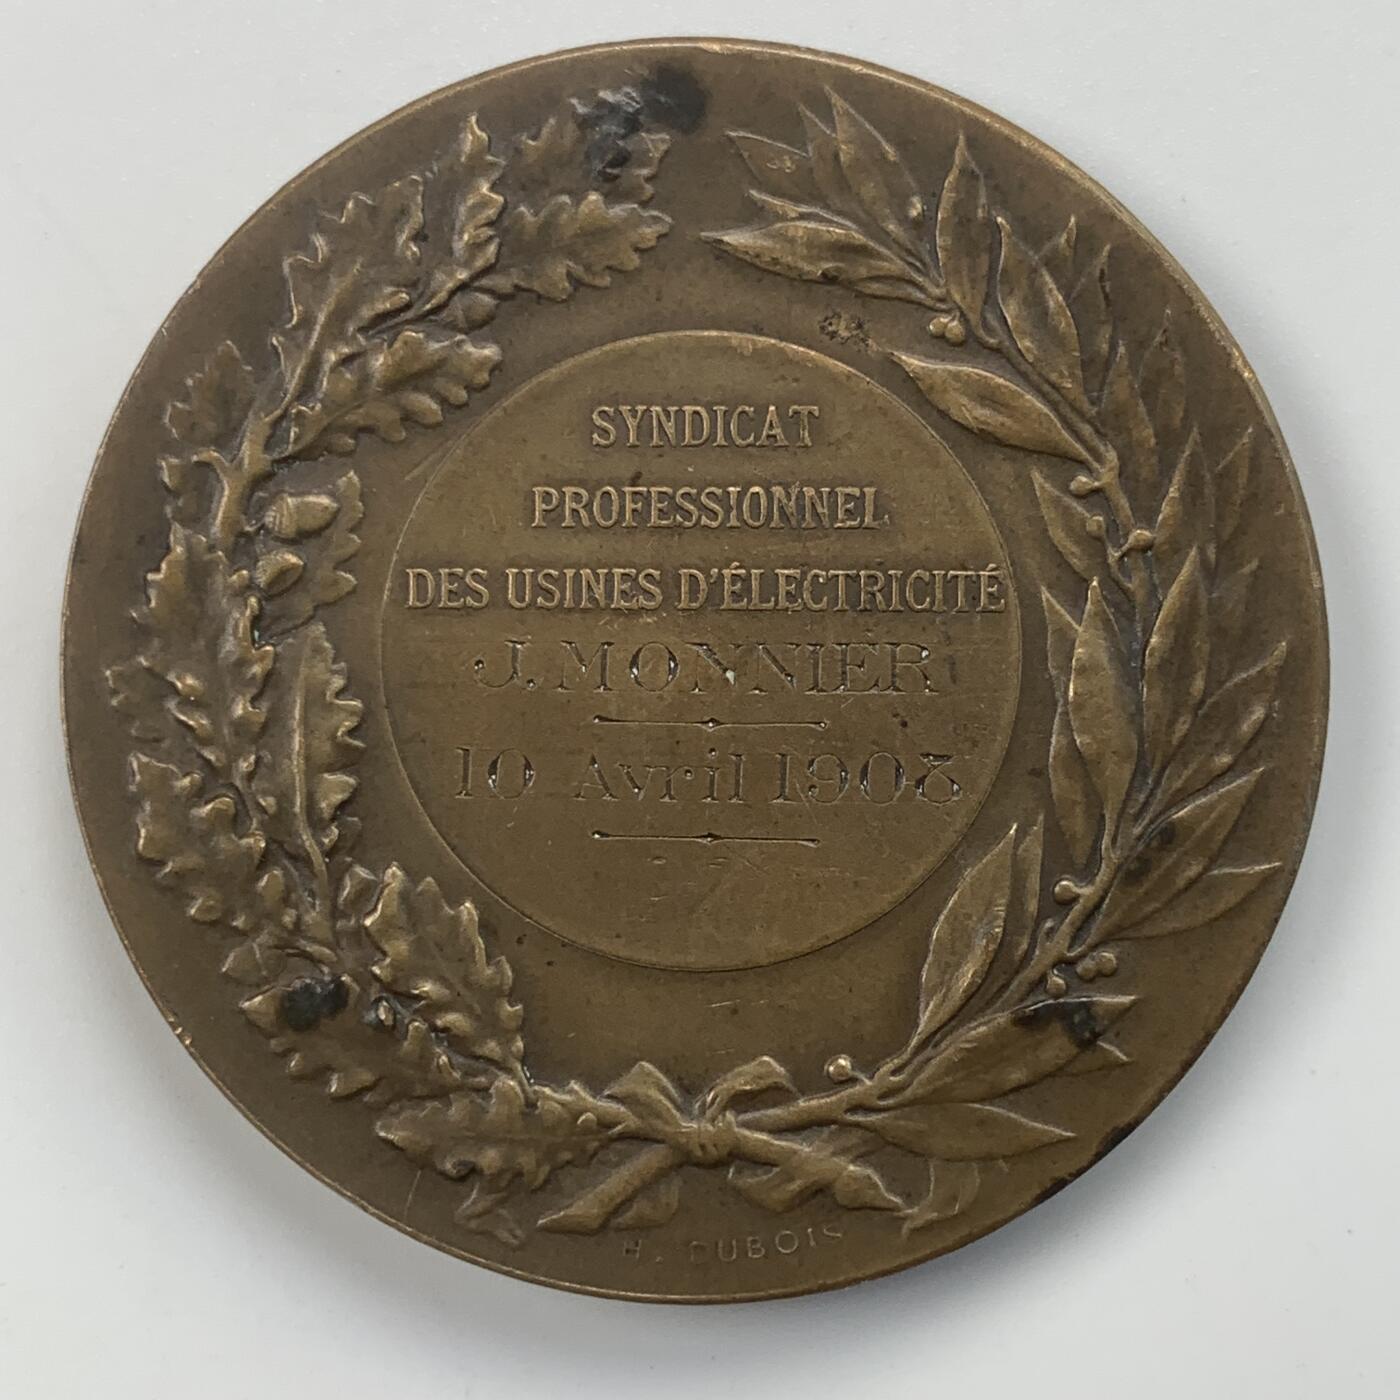 SYNDICAT
PROFESSIONNEL
DES USINES D'ÉLECTRICITÉ
J. MONNIER
10 Avril 1908
H. DUBOIS